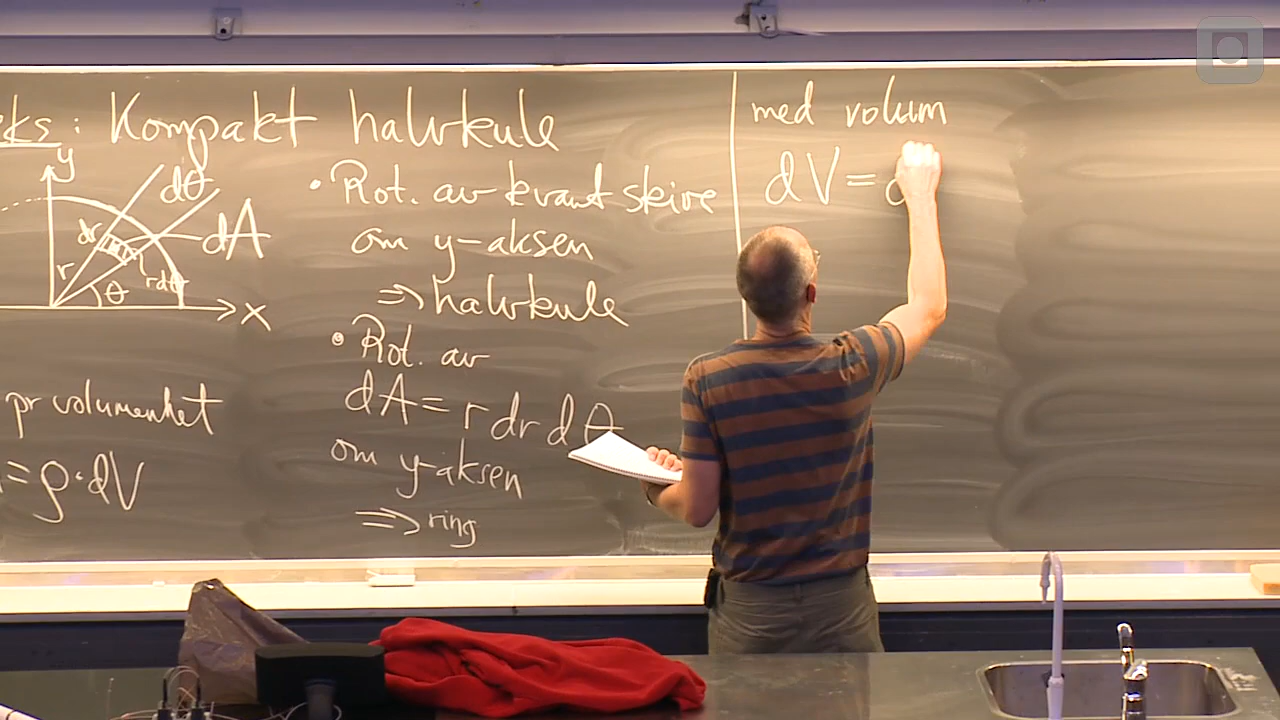 eks: Kompakt halvkule
y
dθ
dA
dr
r
rdθ
θ
x
pr volumenhet
= ρ·dV
• Rot. av kvart skive
om y-aksen
⇒ halvkule
• Rot. av
dA = r dr dθ
om y-aksen
⇒ ring
med volum
dV =